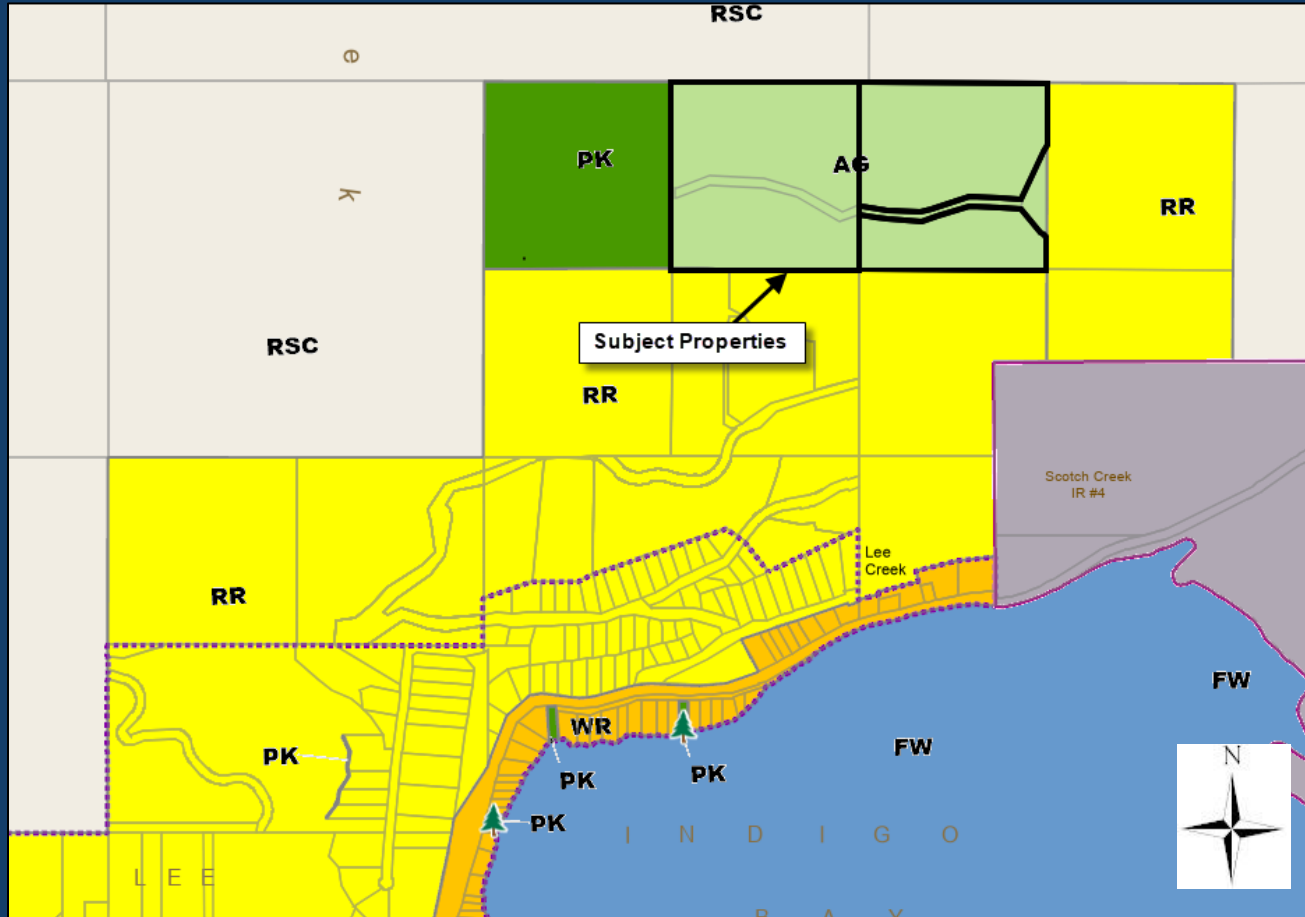 RSC
e
PK
AG
k
RR
Subject Properties
RSC
RR
Scotch Creek
IR #4
Lee
Creek
RR
FW
WR
FW
PK
N
PK
PK
PK
I N D I G O
L E E
B A Y